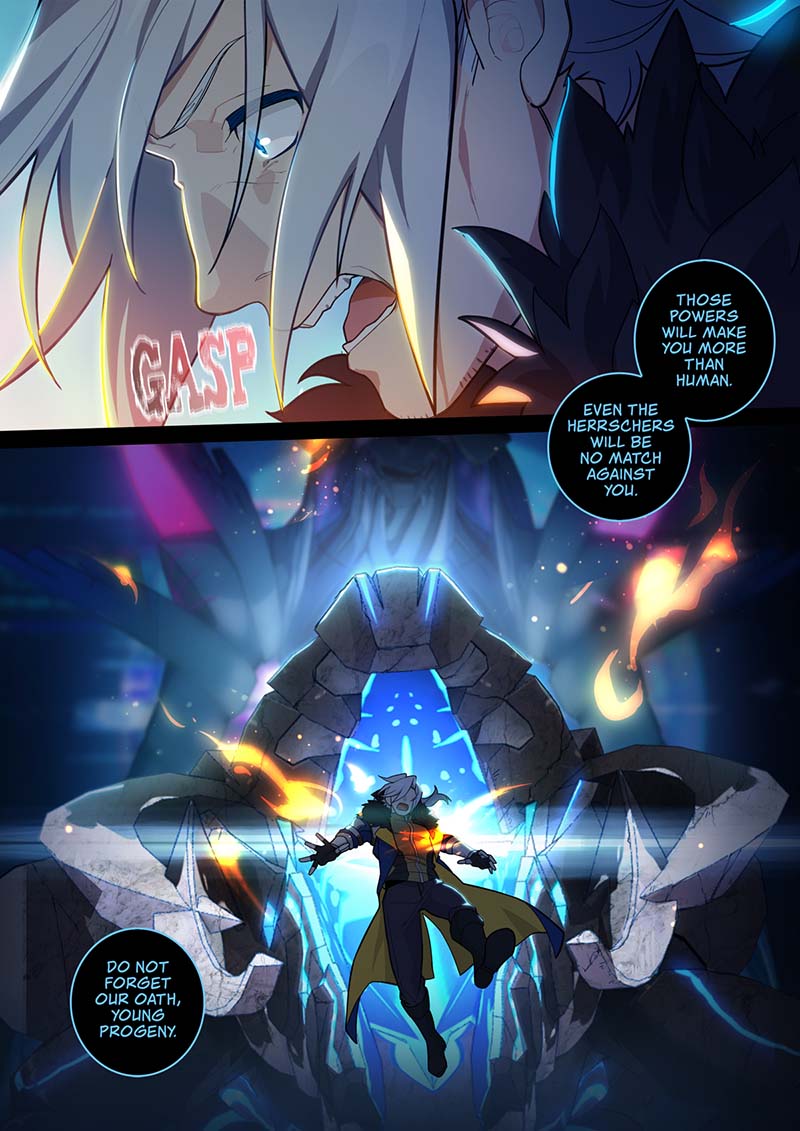 GASP
THOSE
POWERS
WILL MAKE
YOU MORE
THAN
HUMAN.
EVEN THE
HERRSCHERS
WILL BE
NO MATCH
AGAINST
YOU.
DO NOT
FORGET
OUR OATH,
YOUNG
PROGENY.